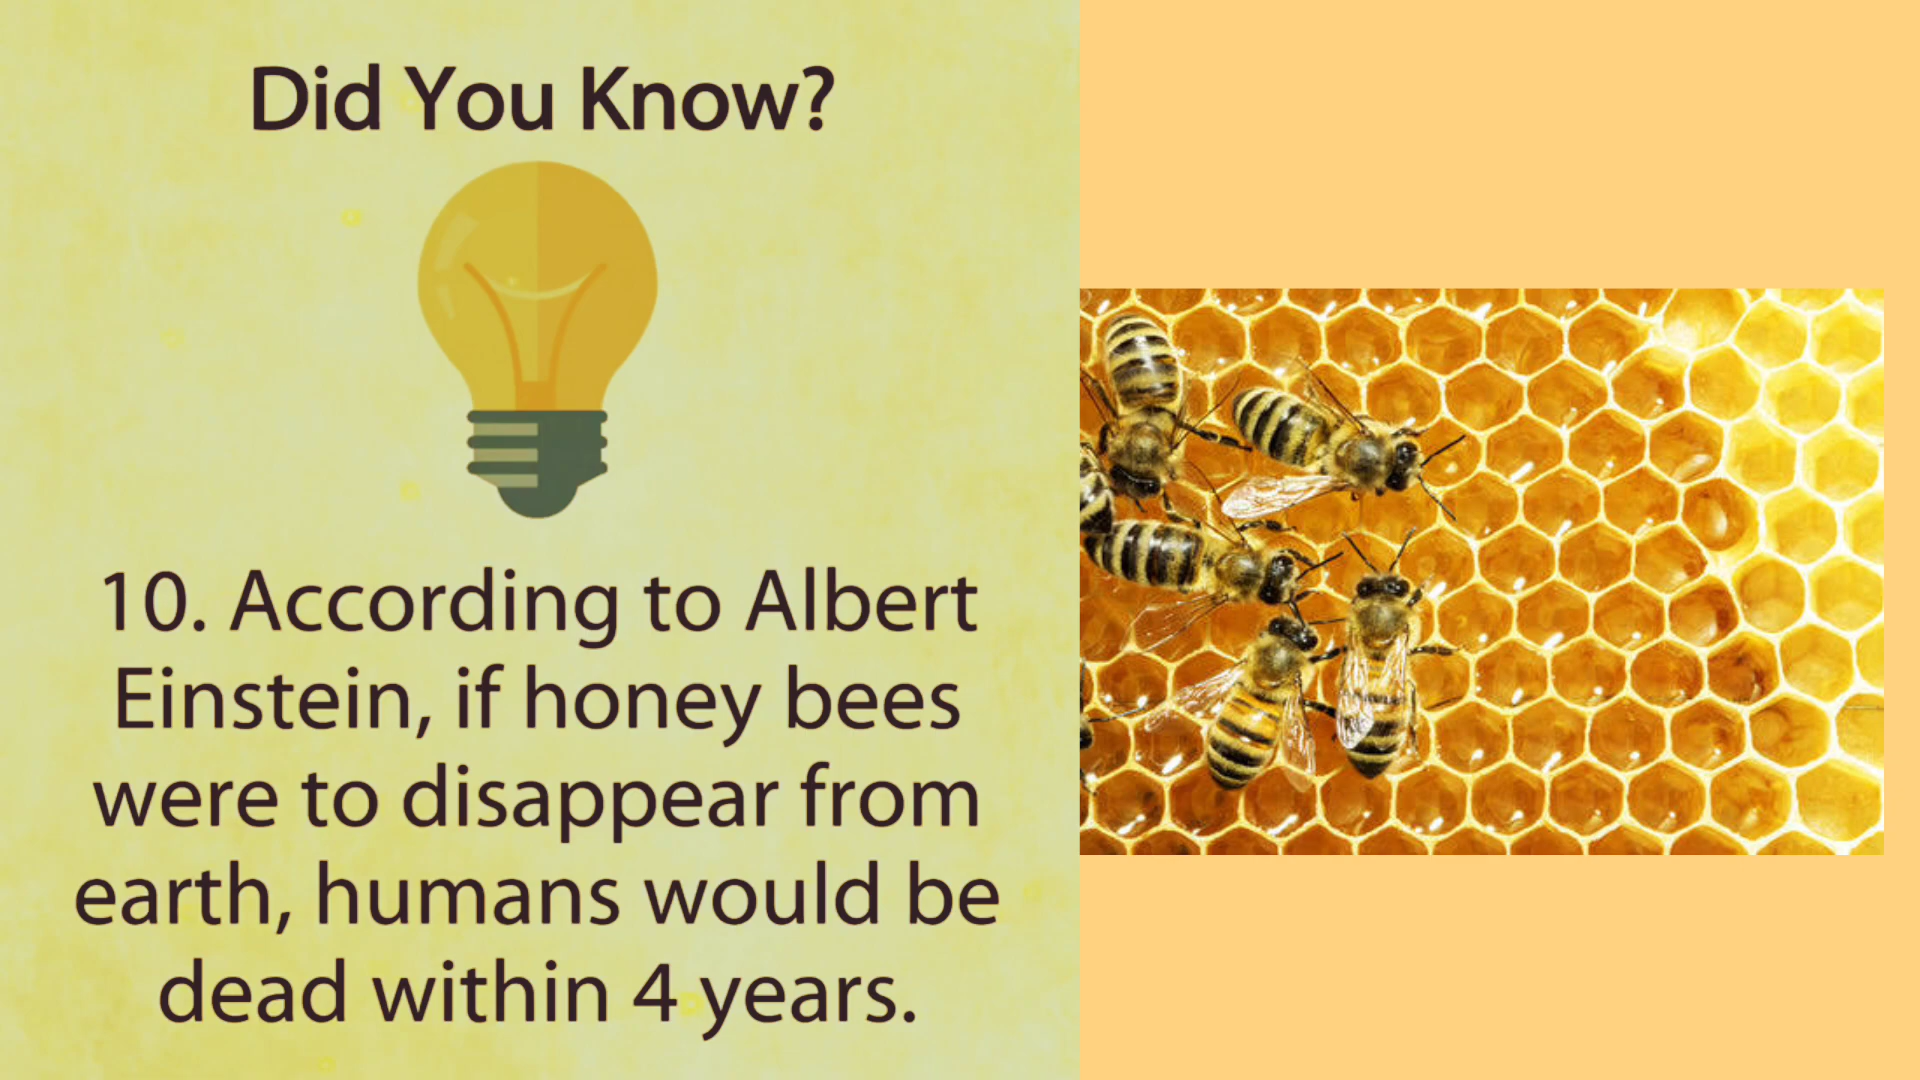 Did You Know?
10. According to Albert
Einstein, if honey bees
were to disappear from
earth, humans would be
dead within 4 years.